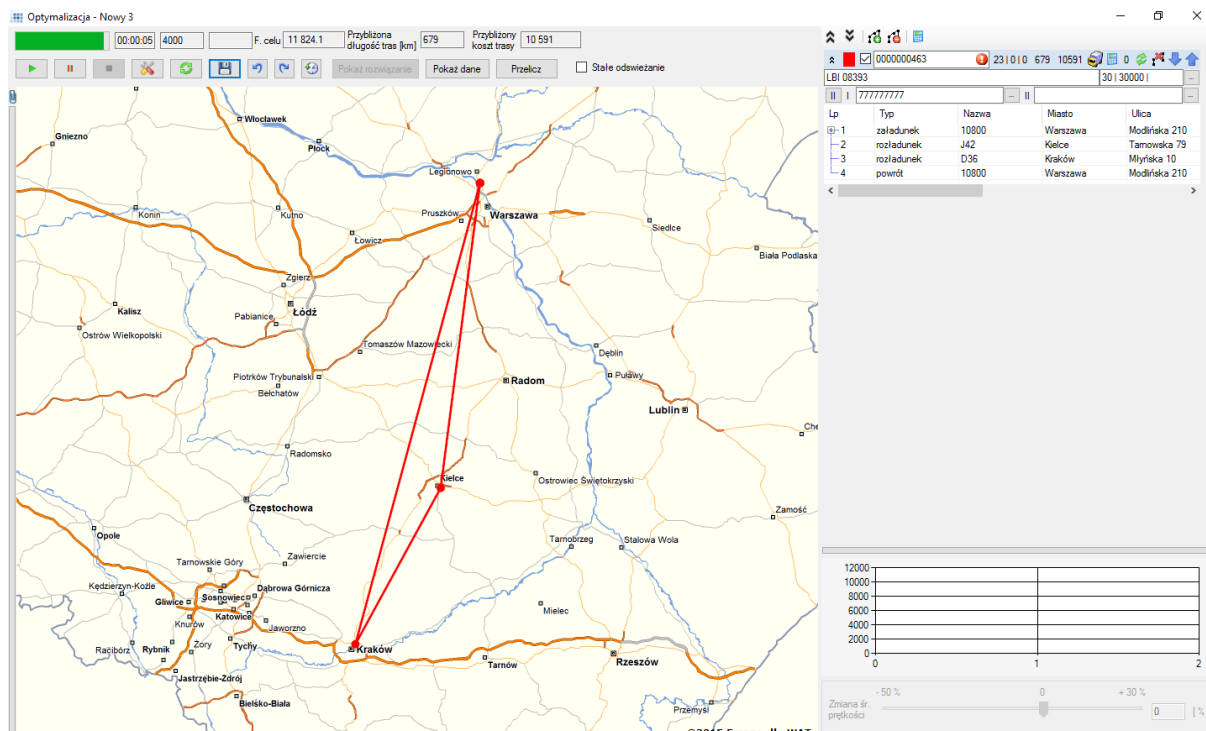 Optymalizacja - Nowy 3
00:00:05 4000 F. celu 11 824.1 Przybliżona długość tras [km] 679 Przybliżony koszt trasy 10 591
Pokaż rozwiązanie Pokaż dane Przelicz Stałe odswieżanie
0000000463 23 | 0 | 0 679 10591 0
LBI 08393 30 | 30000 | ...
II I 777777777 ... II ...
Lp Typ Nazwa Miasto Ulica
1 załadunek 10800 Warszawa Modlińska 210
2 rozładunek J42 Kielce Tarnowska 79
3 rozładunek D36 Kraków Młyńska 10
4 powrót 10800 Warszawa Modlińska 210
Włocławek
Gniezno
Płock
Legionowo
Konin
Kutno
Pruszków
Warszawa
Siedlce
Łowicz
Biała Podlaska
Zgierz
Kalisz
Łódź
Pabianice
Ostrów Wielkopolski
Tomaszów Mazowiecki
Dęblin
Piotrków Trybunalski
Radom
Puławy
Bełchatów
Lublin
Che
Radomsko
Kielce
Ostrowiec Świętokrzyski
Częstochowa
Zamość
Opole
Tarnobrzeg
Stalowa Wola
Zawiercie
Tarnowskie Góry
Kędzierzyn-Koźle
Dąbrowa Górnicza
Gliwice
Sosnowiec
Katowice
Mielec
Knurów
Jaworzno
Racibórz
Rybnik
Żory
Tychy
Kraków
Tarnów
Rzeszów
Jastrzębie-Zdrój
Bielsko-Biała
Przemyśl
12000
10000
8000
6000
4000
2000
0
0 1 2
- 50 % 0 + 30 %
Zmiana śr. prętkości 0 [ %